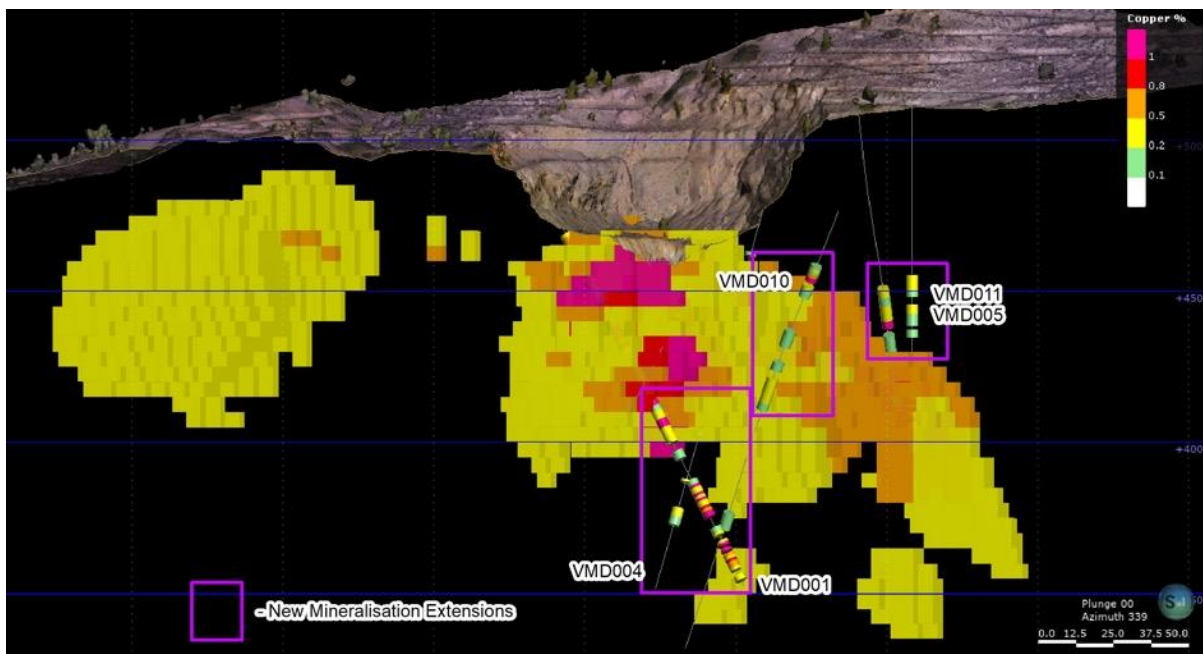 Copper %
1
0.8
0.5
0.2
0.1
+500
VMD010
+450
VMD011
VMD005
+400
VMD004
VMD001
- New Mineralisation Extensions
Plunge 00
Azimuth 339
0.0 12.5 25.0 37.5 50.0